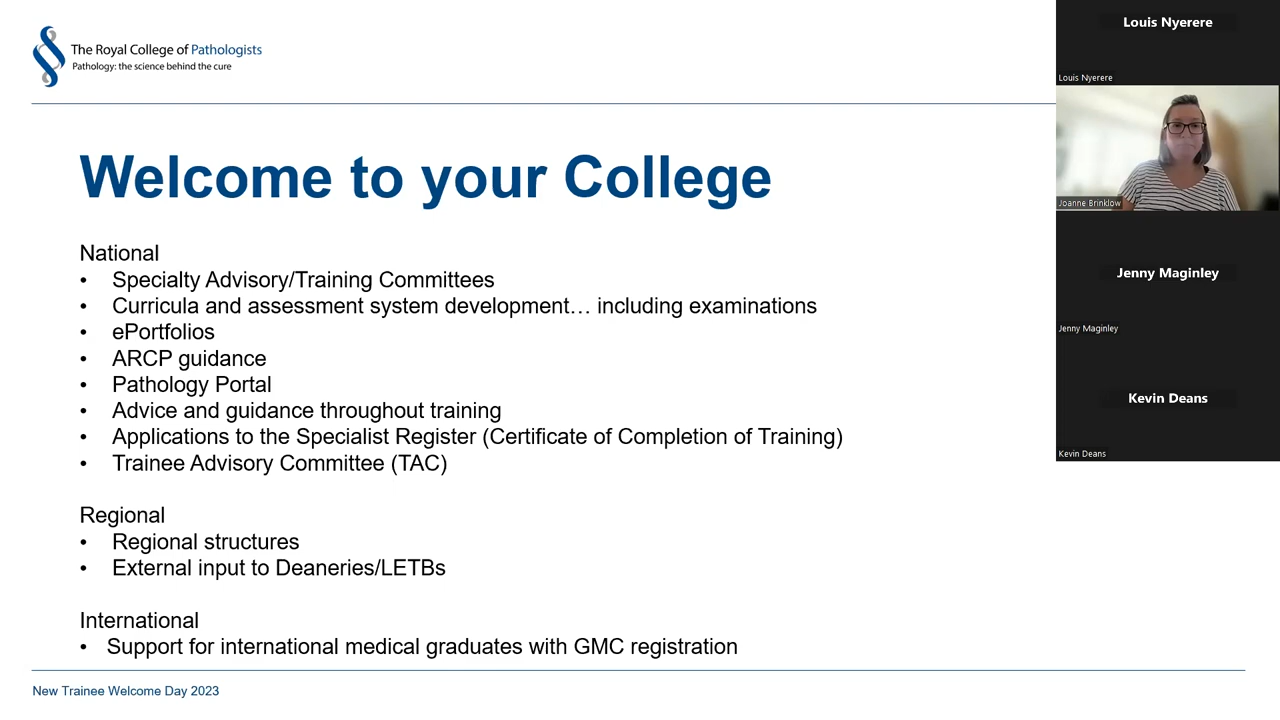 The Royal College of Pathologists
Pathology: the science behind the cure
Welcome to your College
National
• Specialty Advisory/Training Committees
• Curricula and assessment system development… including examinations
• ePortfolios
• ARCP guidance
• Pathology Portal
• Advice and guidance throughout training
• Applications to the Specialist Register (Certificate of Completion of Training)
• Trainee Advisory Committee (TAC)
Regional
• Regional structures
• External input to Deaneries/LETBs
International
• Support for international medical graduates with GMC registration
New Trainee Welcome Day 2023
Louis Nyerere
Louis Nyerere
Joanne Brinklow
Jenny Maginley
Jenny Maginley
Kevin Deans
Kevin Deans